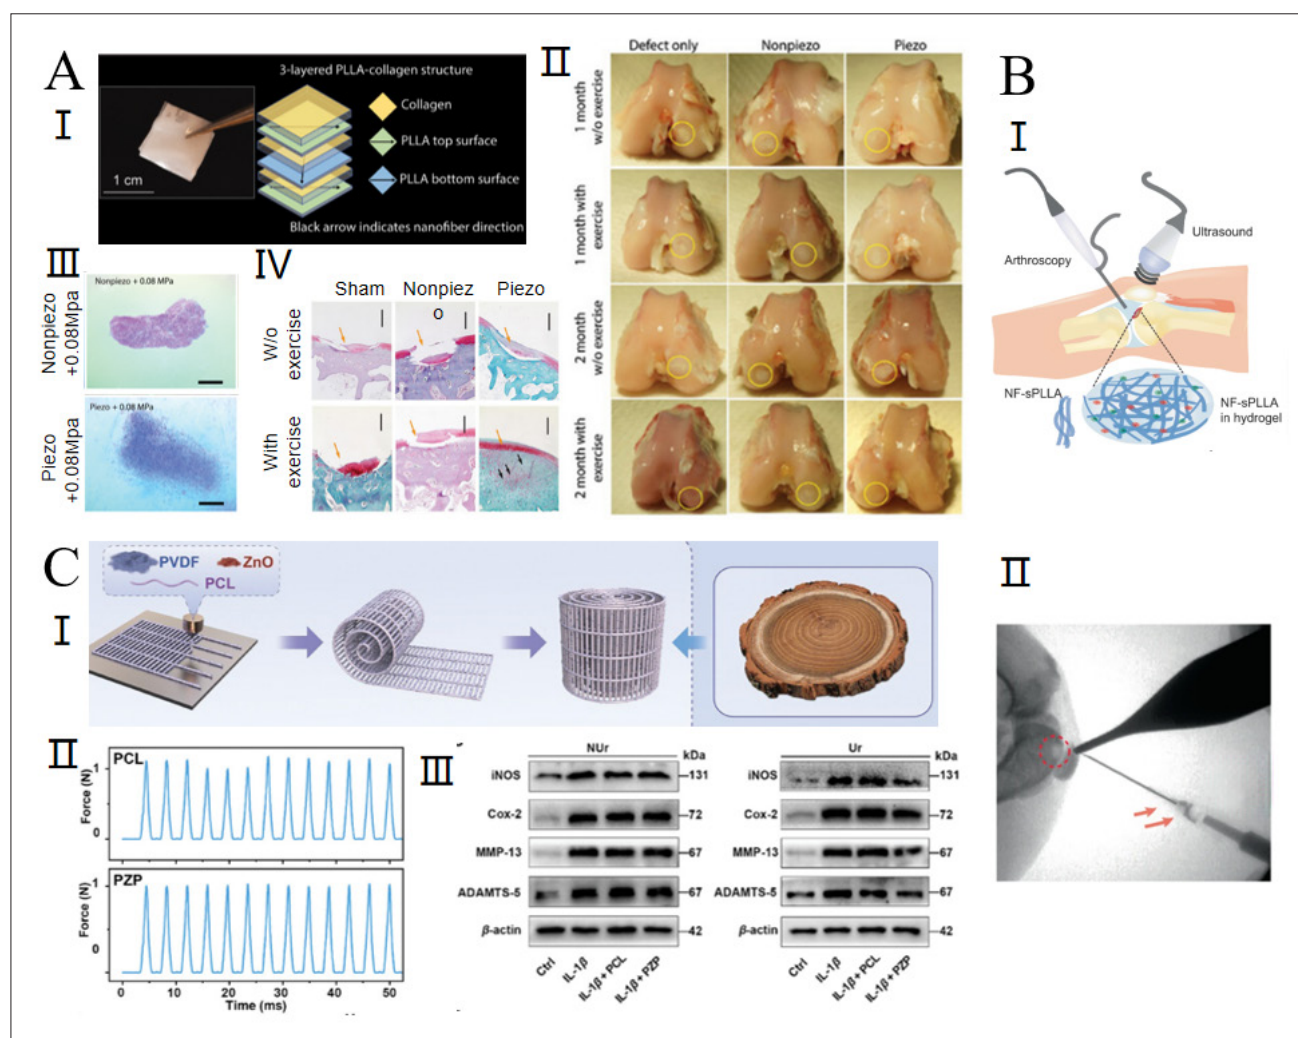 A
I
3-layered PLLA-collagen structure
Collagen
PLLA top surface
PLLA bottom surface
1 cm
Black arrow indicates nanofiber direction
II
Defect only
Nonpiezo
Piezo
1 month
w/o exercise
1 month with
exercise
2 month
w/o exercise
2 month with
exercise
III
Nonpiezo + 0.08 MPa
Nonpiezo
+0.08Mpa
Piezo + 0.08 MPa
Piezo
+0.08Mpa
IV
Sham
Nonpiez
o
Piezo
W/o
exercise
With
exercise
B
I
Ultrasound
Arthroscopy
NF-sPLLA
NF-sPLLA
in hydrogel
II
C
I
PVDF
ZnO
PCL
II
PCL
Force (N)
1
0
PZP
Force (N)
1
0
0
10
20
30
40
50
Time (ms)
III
NUr
kDa
iNOS
131
Cox-2
72
MMP-13
67
ADAMTS-5
67
β-actin
42
Ctrl
IL-1β
IL-1β+PCL
IL-1β+PZP
Ur
kDa
iNOS
131
Cox-2
72
MMP-13
67
ADAMTS-5
67
β-actin
42
Ctrl
IL-1β
IL-1β+PCL
IL-1β+PZP